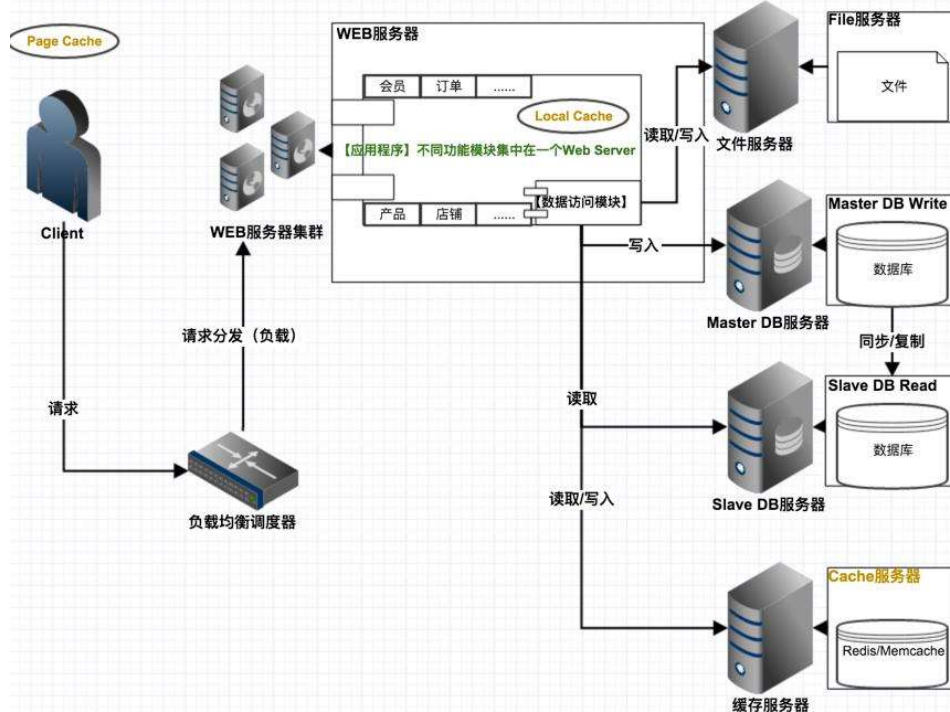 Page Cache
Client
请求
负载均衡调度器
请求分发（负载）
WEB服务器集群
WEB服务器
会员
订单
......
Local Cache
【应用程序】不同功能模块集中在一个Web Server
产品
店铺
......
【数据访问模块】
读取/写入
文件服务器
File服务器
文件
写入
Master DB服务器
Master DB Write
数据库
同步/复制
读取
Slave DB服务器
Slave DB Read
数据库
读取/写入
缓存服务器
Cache服务器
Redis/Memcache